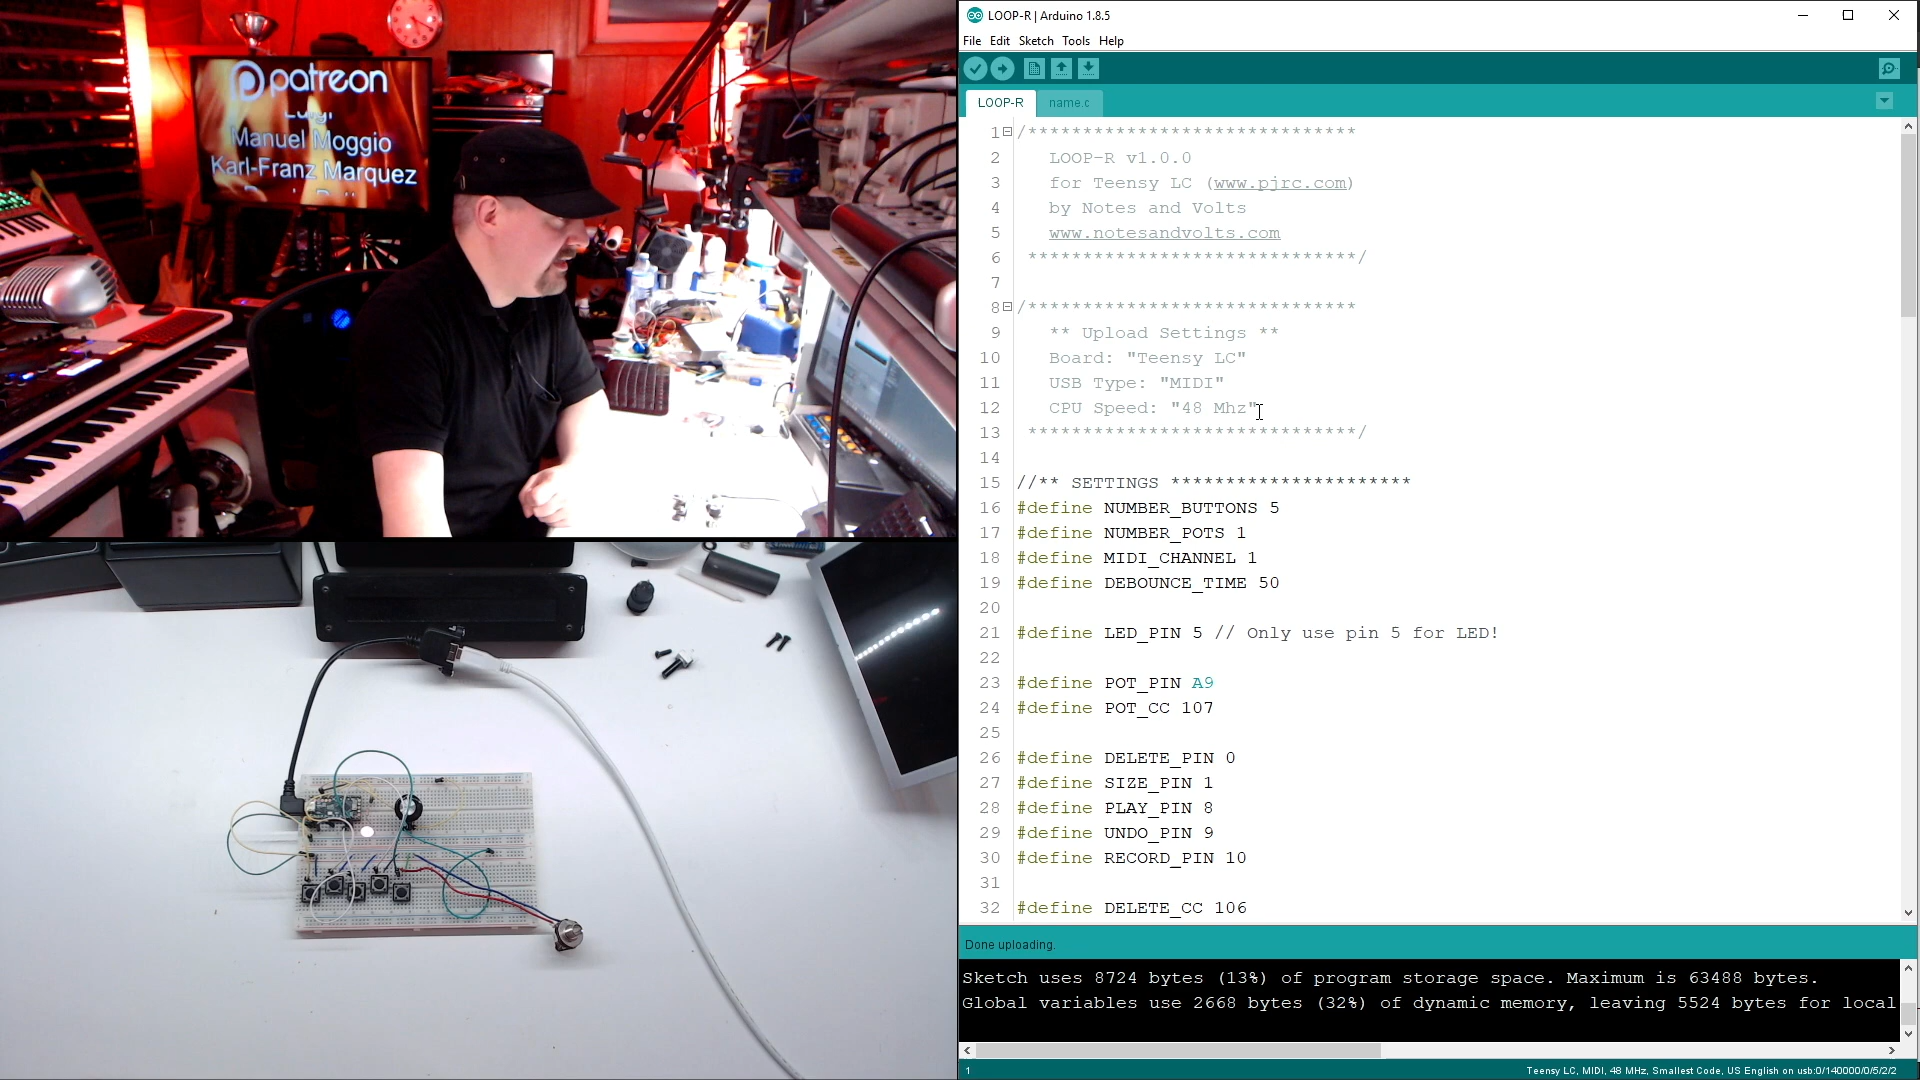 patreon
Luigi
Manuel Moggio
Karl-Franz Marquez
LOOP-R | Arduino 1.8.5
File Edit Sketch Tools Help
LOOP-R name.c
1 /******************************
2 LOOP-R v1.0.0
3 for Teensy LC (www.pjrc.com)
4 by Notes and Volts
5 www.notesandvolts.com
6 ******************************/
7
8 /******************************
9 ** Upload Settings **
10 Board: "Teensy LC"
11 USB Type: "MIDI"
12 CPU Speed: "48 Mhz"
13 ******************************/
14
15 //** SETTINGS **********************
16 #define NUMBER_BUTTONS 5
17 #define NUMBER_POTS 1
18 #define MIDI_CHANNEL 1
19 #define DEBOUNCE_TIME 50
20
21 #define LED_PIN 5 // Only use pin 5 for LED!
22
23 #define POT_PIN A9
24 #define POT_CC 107
25
26 #define DELETE_PIN 0
27 #define SIZE_PIN 1
28 #define PLAY_PIN 8
29 #define UNDO_PIN 9
30 #define RECORD_PIN 10
31
32 #define DELETE_CC 106
Done uploading.
Sketch uses 8724 bytes (13%) of program storage space. Maximum is 63488 bytes.
Global variables use 2668 bytes (32%) of dynamic memory, leaving 5524 bytes for local
1 Teensy LC, MIDI, 48 MHz, Smallest Code, US English on usb:0/140000/0/5/2/2